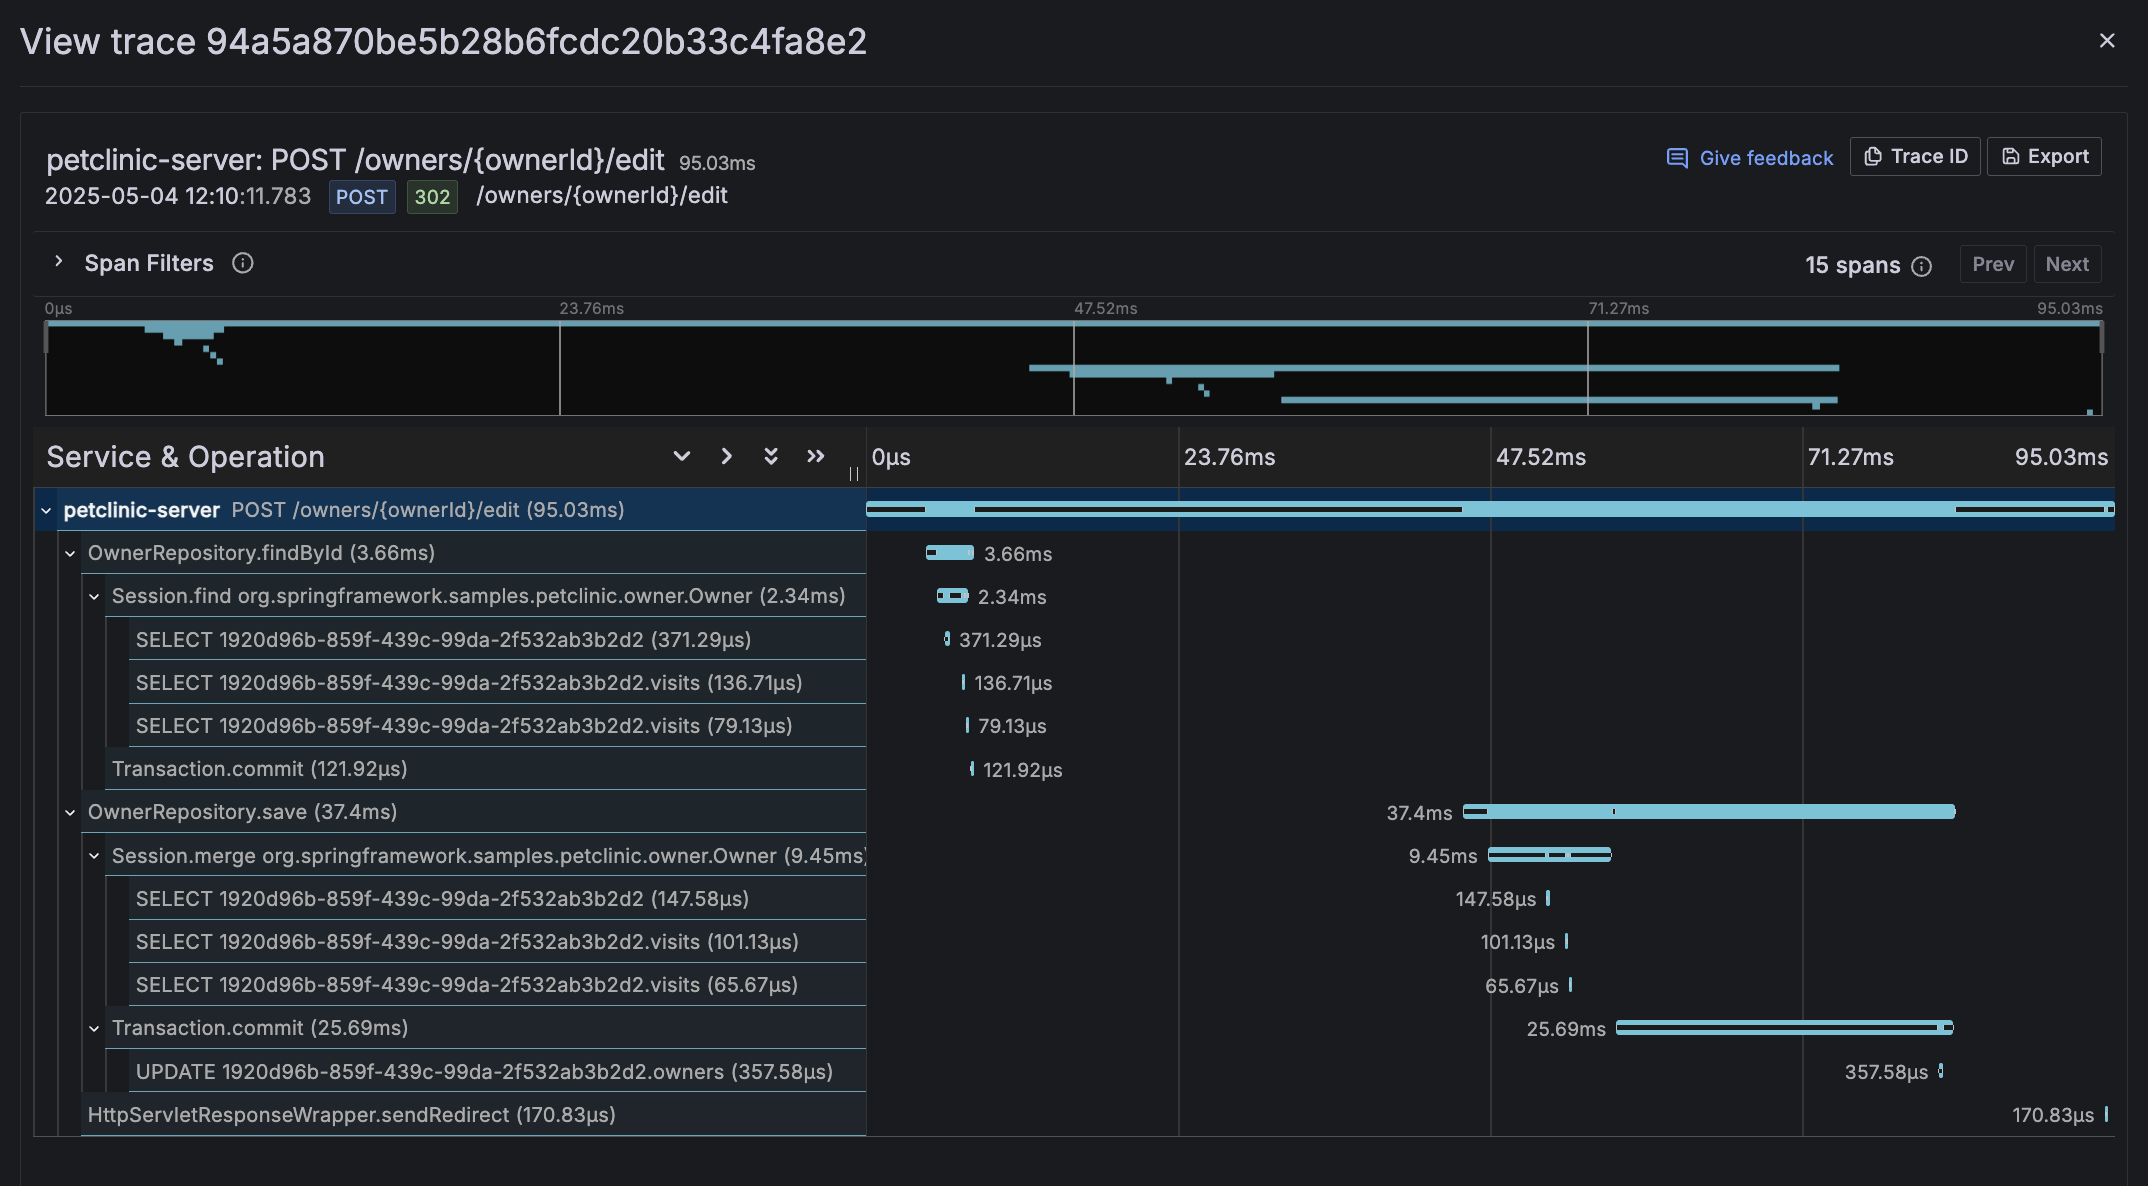 View trace 94a5a870be5b28b6fcdc20b33c4fa8e2
petclinic-server: POST /owners/{ownerId}/edit 95.03ms
Give feedback
Trace ID
Export
2025-05-04 12:10:11.783 POST 302 /owners/{ownerId}/edit
Span Filters
15 spans
Prev
Next
0μs 23.76ms 47.52ms 71.27ms 95.03ms
Service & Operation
0μs 23.76ms 47.52ms 71.27ms 95.03ms
petclinic-server POST /owners/{ownerId}/edit (95.03ms)
OwnerRepository.findById (3.66ms) 3.66ms
Session.find org.springframework.samples.petclinic.owner.Owner (2.34ms) 2.34ms
SELECT 1920d96b-859f-439c-99da-2f532ab3b2d2 (371.29μs) 371.29μs
SELECT 1920d96b-859f-439c-99da-2f532ab3b2d2.visits (136.71μs) 136.71μs
SELECT 1920d96b-859f-439c-99da-2f532ab3b2d2.visits (79.13μs) 79.13μs
Transaction.commit (121.92μs) 121.92μs
OwnerRepository.save (37.4ms) 37.4ms
Session.merge org.springframework.samples.petclinic.owner.Owner (9.45ms) 9.45ms
SELECT 1920d96b-859f-439c-99da-2f532ab3b2d2 (147.58μs) 147.58μs
SELECT 1920d96b-859f-439c-99da-2f532ab3b2d2.visits (101.13μs) 101.13μs
SELECT 1920d96b-859f-439c-99da-2f532ab3b2d2.visits (65.67μs) 65.67μs
Transaction.commit (25.69ms) 25.69ms
UPDATE 1920d96b-859f-439c-99da-2f532ab3b2d2.owners (357.58μs) 357.58μs
HttpServletResponseWrapper.sendRedirect (170.83μs) 170.83μs